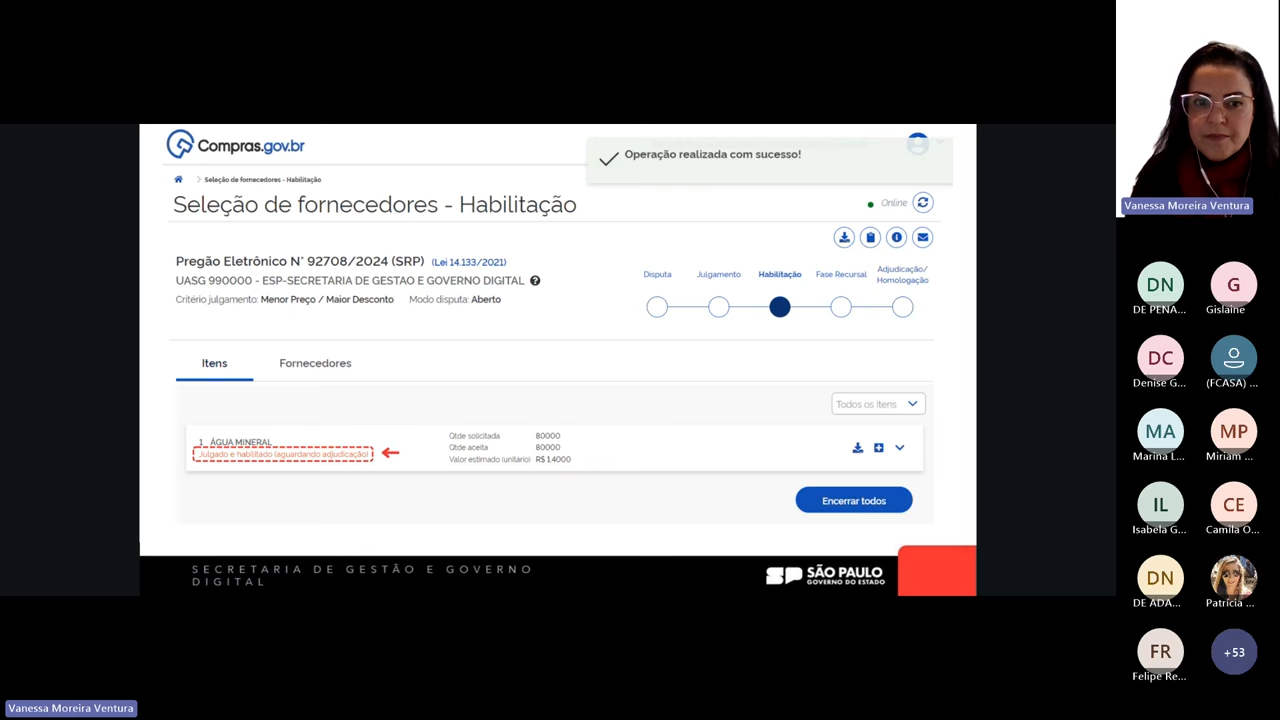 Compras.gov.br
Operação realizada com sucesso!
Seleção de fornecedores - Habilitação
Seleção de fornecedores - Habilitação
Online
Pregão Eletrônico N° 92708/2024 (SRP) (Lei 14.133/2021)
UASG 990000 - ESP-SECRETARIA DE GESTAO E GOVERNO DIGITAL
Critério julgamento: Menor Preço / Maior Desconto Modo disputa: Aberto
Disputa Julgamento Habilitação Fase Recursal Adjudicação/
Homologação
Itens Fornecedores
Todos os Itens
1 ÁGUA MINERAL
Julgado e habilitado (aguardando adjudicação)
Qtde solicitada 80000
Qtde aceita 80000
Valor estimado (unitário) R$ 1,4000
Encerrar todos
SECRETARIA DE GESTÃO E GOVERNO
DIGITAL
SP SÃO PAULO
GOVERNO DO ESTADO
Vanessa Moreira Ventura
DN G
DE PENA... Gislaine
DC
Denise G... (FCASA) ...
MA MP
Marina L... Miriam ...
IL CE
Isabela G... Camila O...
DN
DE ADA... Patrícia ...
FR +53
Felipe Re...
Vanessa Moreira Ventura